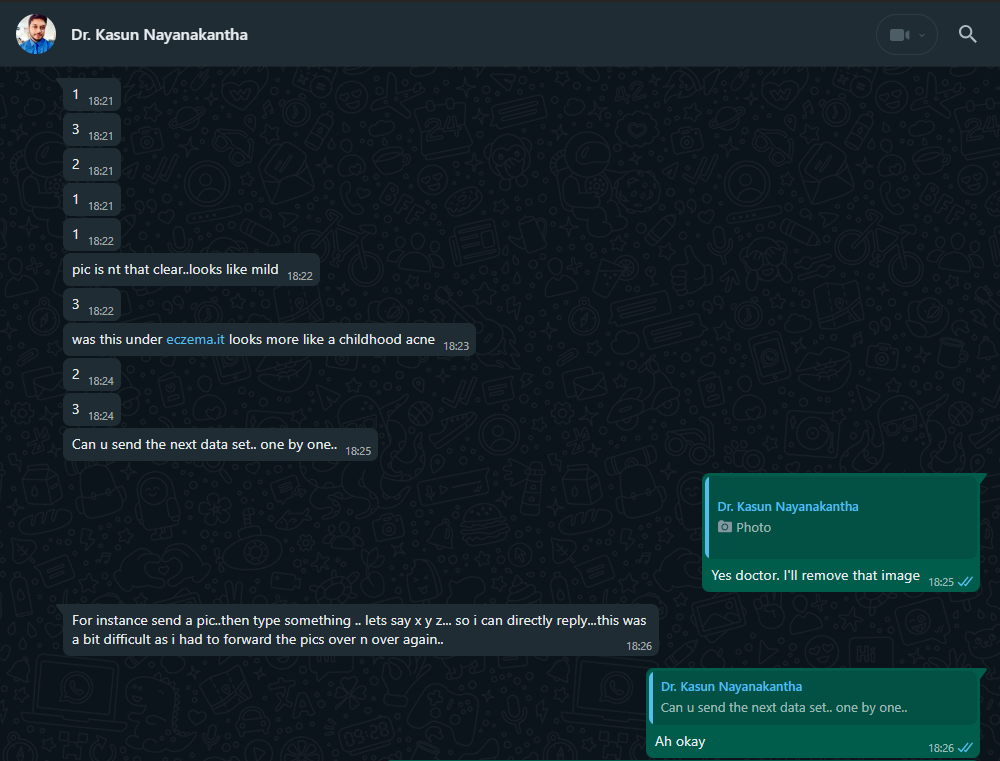 Dr. Kasun Nayanakantha
1 18:21
3 18:21
2 18:21
1 18:21
1 18:22
pic is nt that clear..looks like mild 18:22
3 18:22
was this under eczema.it looks more like a childhood acne 18:23
2 18:24
3 18:24
Can u send the next data set.. one by one.. 18:25
Dr. Kasun Nayanakantha
Photo
Yes doctor. I'll remove that image 18:25
For instance send a pic..then type something .. lets say x y z... so i can directly reply...this was
a bit difficult as i had to forward the pics over n over again..
18:26
Dr. Kasun Nayanakantha
Can u send the next data set.. one by one..
Ah okay
18:26